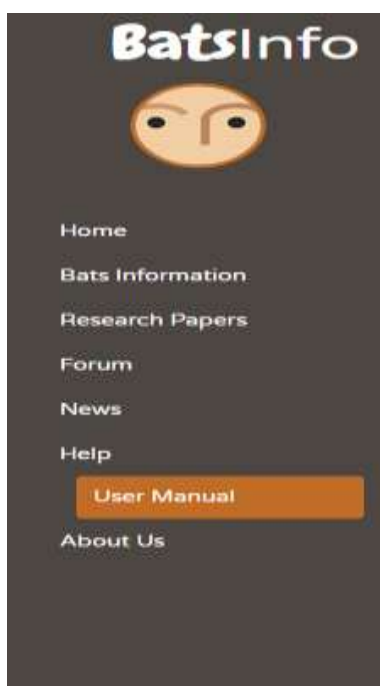 BatsInfo
Home
Bats Information
Research Papers
Forum
News
Help
User Manual
About Us